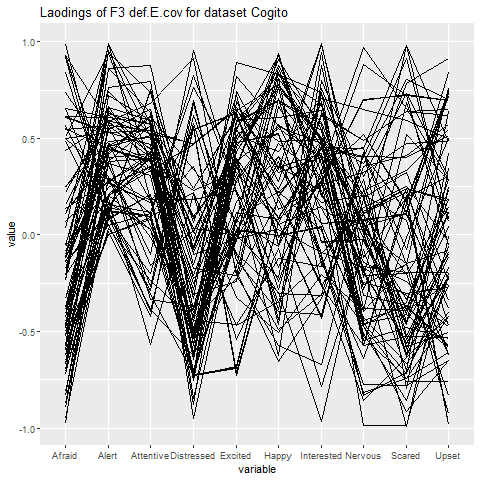 Laodings of F3 def.E.cov for dataset Cogito
1.0
0.5
0.0
-0.5
-1.0
value
Afraid Alert Attentive Distressed Excited Happy Interested Nervous Scared Upset
variable